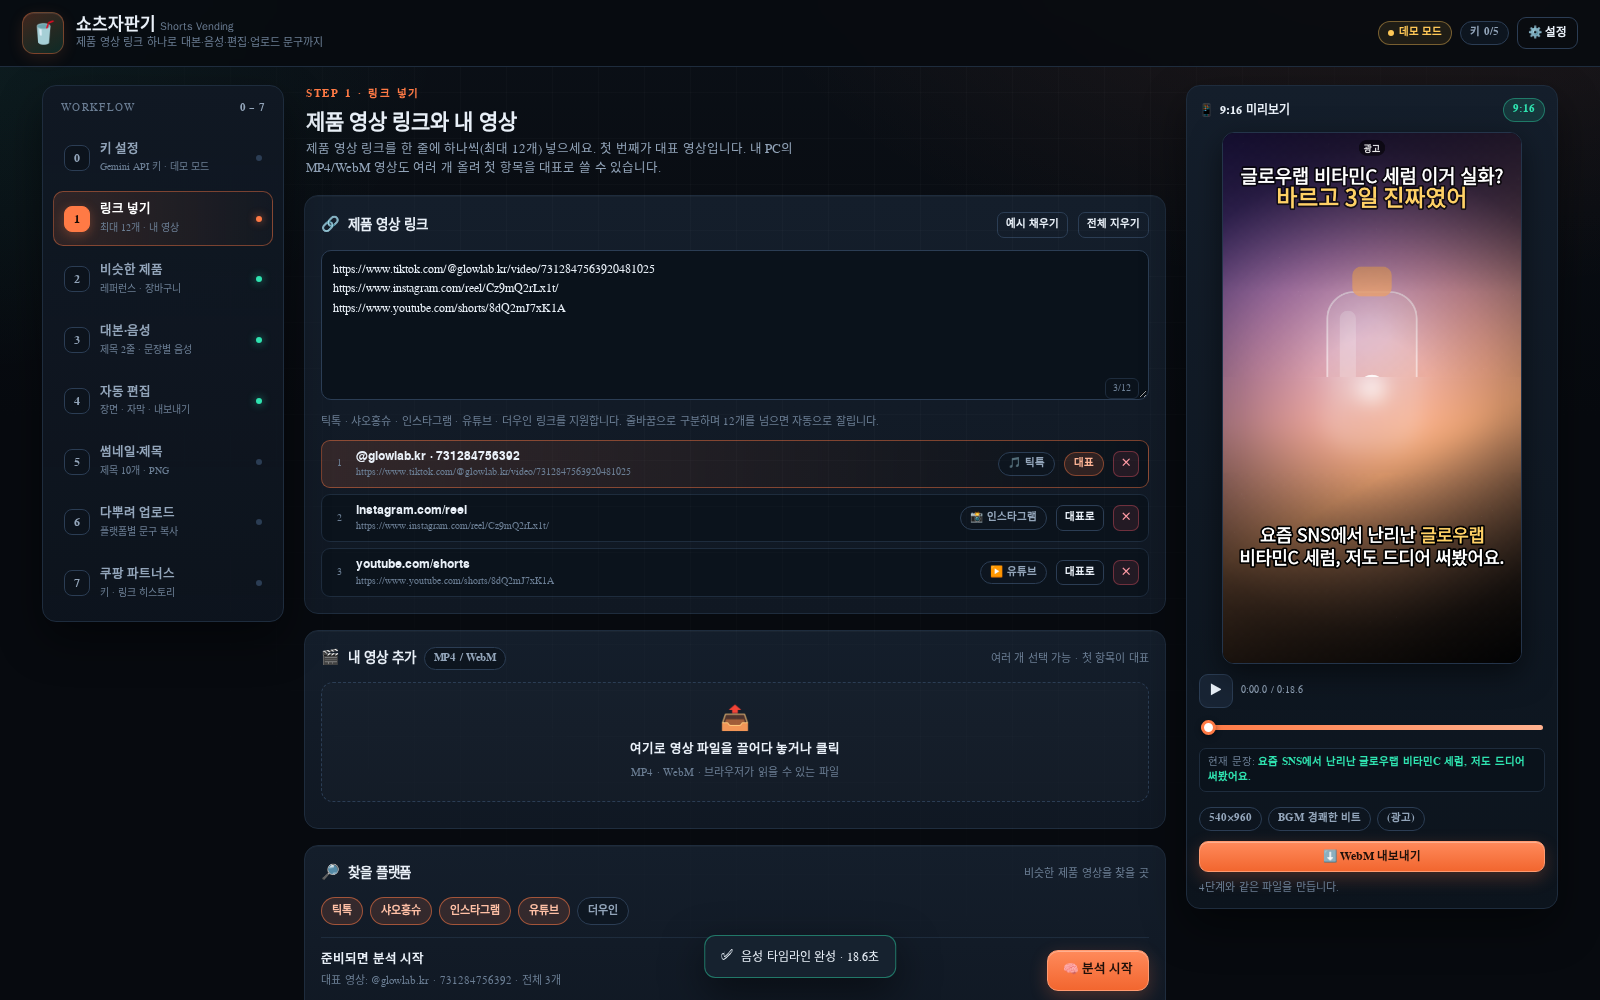 쇼츠자판기 Shorts Vending
제품 영상 링크 하나로 대본·음성·편집·업로드 문구까지
데모 모드
키 0/5
설정
WORKFLOW
0 – 7
0
키 설정
Gemini API 키 · 데모 모드
1
링크 넣기
최대 12개 · 내 영상
2
비슷한 제품
레퍼런스 · 장바구니
3
대본·음성
제목 2줄 · 문장별 음성
4
자동 편집
장면 · 자막 · 내보내기
5
썸네일·제목
제목 10개 · PNG
6
다뿌려 업로드
플랫폼별 문구 복사
7
쿠팡 파트너스
키 · 링크 히스토리
STEP 1 · 링크 넣기
제품 영상 링크와 내 영상
제품 영상 링크를 한 줄에 하나씩(최대 12개) 넣으세요. 첫 번째가 대표 영상입니다. 내 PC의
MP4/WebM 영상도 여러 개 올려 첫 항목을 대표로 쓸 수 있습니다.
제품 영상 링크
예시 채우기
전체 지우기
https://www.tiktok.com/@glowlab.kr/video/7312847563920481025
https://www.instagram.com/reel/Cz9mQ2rLx1t/
https://www.youtube.com/shorts/8dQ2mJ7xK1A
3/12
틱톡 · 샤오홍슈 · 인스타그램 · 유튜브 · 더우인 링크를 지원합니다. 줄바꿈으로 구분하며 12개를 넘으면 자동으로 잘립니다.
1
@glowlab.kr · 731284756392
https://www.tiktok.com/@glowlab.kr/video/7312847563920481025
틱톡
대표
✕
2
instagram.com/reel
https://www.instagram.com/reel/Cz9mQ2rLx1t/
인스타그램
대표로
✕
3
youtube.com/shorts
https://www.youtube.com/shorts/8dQ2mJ7xK1A
유튜브
대표로
✕
내 영상 추가
MP4 / WebM
여러 개 선택 가능 · 첫 항목이 대표
여기로 영상 파일을 끌어다 놓거나 클릭
MP4 · WebM · 브라우저가 읽을 수 있는 파일
찾을 플랫폼
비슷한 제품 영상을 찾을 곳
틱톡
샤오홍슈
인스타그램
유튜브
더우인
준비되면 분석 시작
대표 영상: @glowlab.kr · 731284756392 · 전체 3개
분석 시작
음성 타임라인 완성 · 18.6초
9:16 미리보기
9:16
광고
글로우랩 비타민C 세럼 이거 실화?
바르고 3일 진짜였어
요즘 SNS에서 난리난 글로우랩
비타민C 세럼, 저도 드디어 써봤어요.
0:00.0 / 0:18.6
현재 문장: 요즘 SNS에서 난리난 글로우랩 비타민C 세럼, 저도 드디어
써봤어요.
540×960
BGM 경쾌한 비트
(광고)
WebM 내보내기
4단계와 같은 파일을 만듭니다.